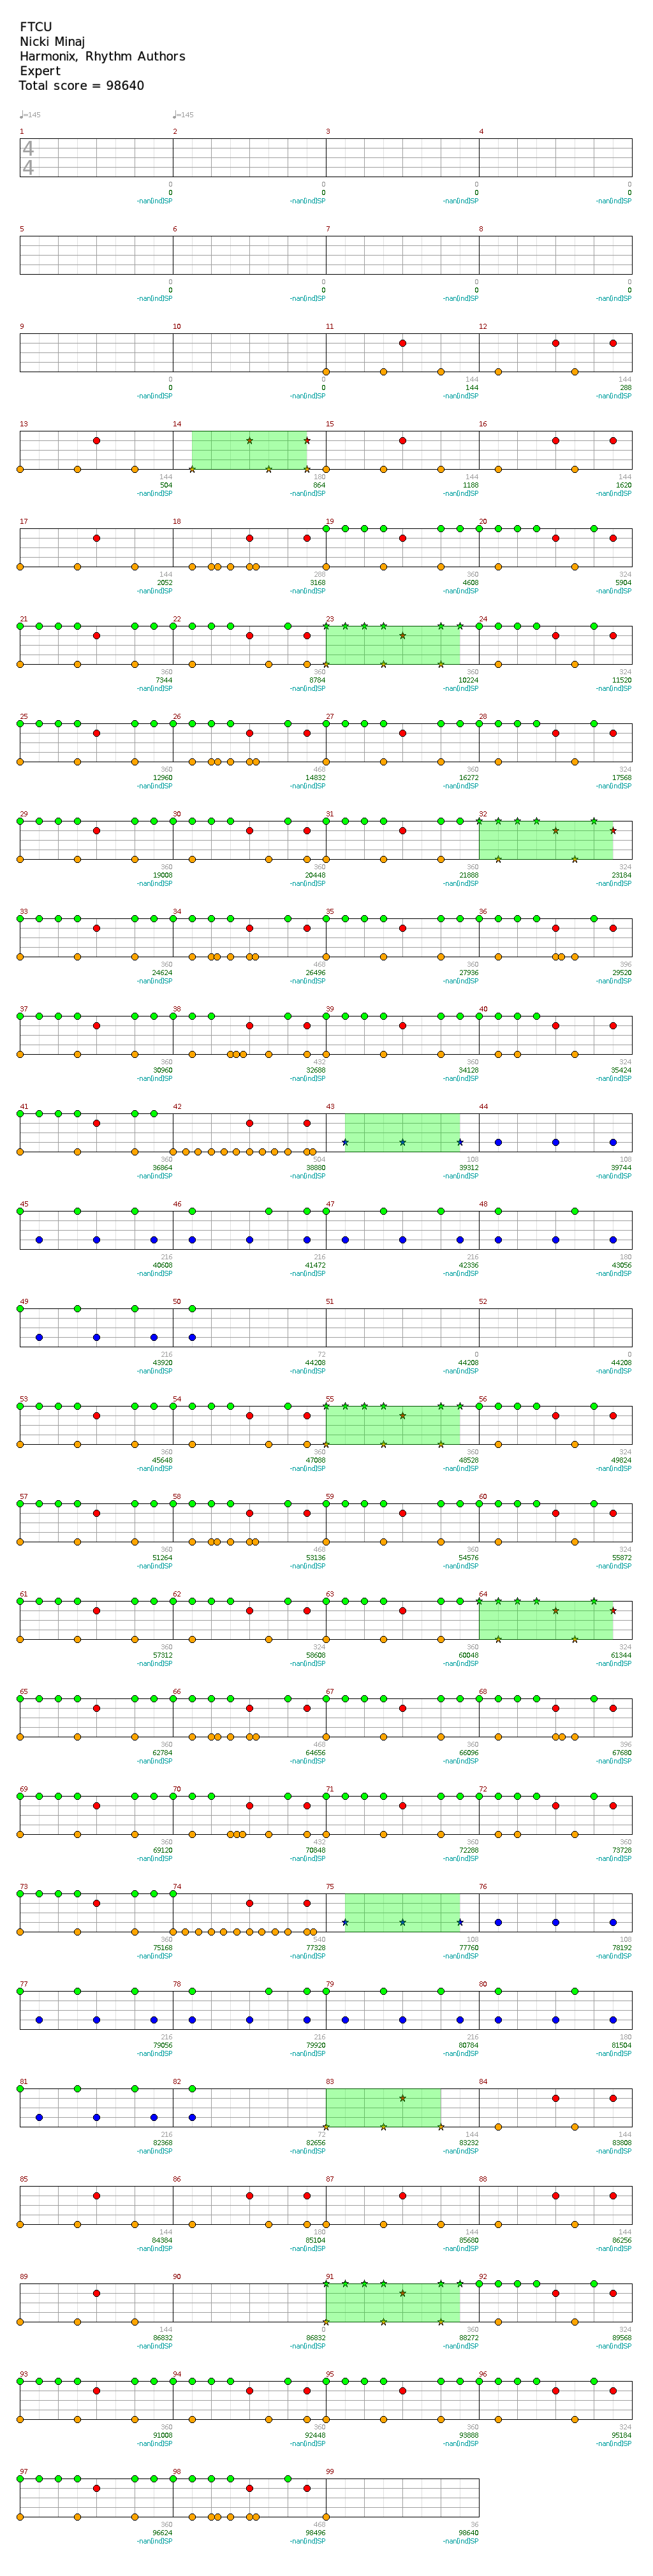 FTCU
Nicki Minaj
Harmonix, Rhythm Authors
Expert
Total score = 98640
♩=145 ♩=145
1 2 3 4
4
4
0 0 0 0
0 0 0 0
-nan(ind)SP -nan(ind)SP -nan(ind)SP -nan(ind)SP
5 6 7 8
0 0 0 0
0 0 0 0
-nan(ind)SP -nan(ind)SP -nan(ind)SP -nan(ind)SP
9 10 11 12
0 0 144 144
0 0 144 288
-nan(ind)SP -nan(ind)SP -nan(ind)SP -nan(ind)SP
13 14 15 16
144 180 144 144
504 864 1188 1620
-nan(ind)SP -nan(ind)SP -nan(ind)SP -nan(ind)SP
17 18 19 20
144 288 360 324
2052 3168 4608 5904
-nan(ind)SP -nan(ind)SP -nan(ind)SP -nan(ind)SP
21 22 23 24
360 360 360 324
7344 8784 10224 11520
-nan(ind)SP -nan(ind)SP -nan(ind)SP -nan(ind)SP
25 26 27 28
360 468 360 324
12960 14832 16272 17568
-nan(ind)SP -nan(ind)SP -nan(ind)SP -nan(ind)SP
29 30 31 32
360 360 360 324
19008 20448 21888 23184
-nan(ind)SP -nan(ind)SP -nan(ind)SP -nan(ind)SP
33 34 35 36
360 468 360 396
24624 26496 27936 29520
-nan(ind)SP -nan(ind)SP -nan(ind)SP -nan(ind)SP
37 38 39 40
360 432 360 324
30960 32688 34128 35424
-nan(ind)SP -nan(ind)SP -nan(ind)SP -nan(ind)SP
41 42 43 44
360 504 108 108
36864 38880 39312 39744
-nan(ind)SP -nan(ind)SP -nan(ind)SP -nan(ind)SP
45 46 47 48
216 216 216 180
40608 41472 42336 43056
-nan(ind)SP -nan(ind)SP -nan(ind)SP -nan(ind)SP
49 50 51 52
216 72 0 0
43920 44208 44208 44208
-nan(ind)SP -nan(ind)SP -nan(ind)SP -nan(ind)SP
53 54 55 56
360 360 360 324
45648 47088 48528 49824
-nan(ind)SP -nan(ind)SP -nan(ind)SP -nan(ind)SP
57 58 59 60
360 468 360 324
51264 53136 54576 55872
-nan(ind)SP -nan(ind)SP -nan(ind)SP -nan(ind)SP
61 62 63 64
360 324 360 324
57312 58608 60048 61344
-nan(ind)SP -nan(ind)SP -nan(ind)SP -nan(ind)SP
65 66 67 68
360 468 360 396
62784 64656 66096 67680
-nan(ind)SP -nan(ind)SP -nan(ind)SP -nan(ind)SP
69 70 71 72
360 432 360 360
69120 70848 72288 73728
-nan(ind)SP -nan(ind)SP -nan(ind)SP -nan(ind)SP
73 74 75 76
360 540 108 108
75168 77328 77760 78192
-nan(ind)SP -nan(ind)SP -nan(ind)SP -nan(ind)SP
77 78 79 80
216 216 216 180
79056 79920 80784 81504
-nan(ind)SP -nan(ind)SP -nan(ind)SP -nan(ind)SP
81 82 83 84
216 72 144 144
82368 82656 83232 83808
-nan(ind)SP -nan(ind)SP -nan(ind)SP -nan(ind)SP
85 86 87 88
144 180 144 144
84384 85104 85680 86256
-nan(ind)SP -nan(ind)SP -nan(ind)SP -nan(ind)SP
89 90 91 92
144 0 360 324
86832 86832 88272 89568
-nan(ind)SP -nan(ind)SP -nan(ind)SP -nan(ind)SP
93 94 95 96
360 360 360 324
91008 92448 93888 95184
-nan(ind)SP -nan(ind)SP -nan(ind)SP -nan(ind)SP
97 98 99
360 468 36
96624 98496 98640
-nan(ind)SP -nan(ind)SP -nan(ind)SP